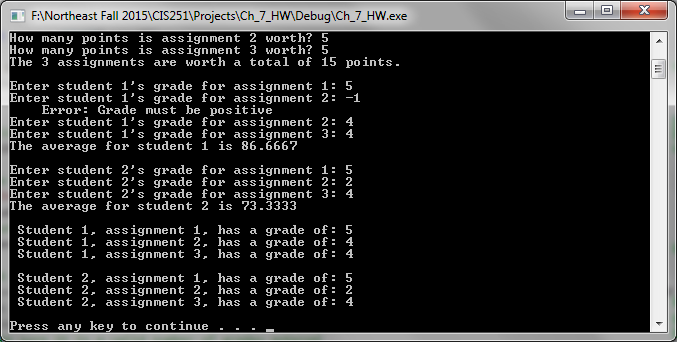 F:\Northeast Fall 2015\CIS251\Projects\Ch_7_HW\Debug\Ch_7_HW.exe
How many points is assignment 2 worth? 5
How many points is assignment 3 worth? 5
The 3 assignments are worth a total of 15 points.
Enter student 1's grade for assignment 1: 5
Enter student 1's grade for assignment 2: -1
Error: Grade must be positive
Enter student 1's grade for assignment 2: 4
Enter student 1's grade for assignment 3: 4
The average for student 1 is 86.6667
Enter student 2's grade for assignment 1: 5
Enter student 2's grade for assignment 2: 2
Enter student 2's grade for assignment 3: 4
The average for student 2 is 73.3333
Student 1, assignment 1, has a grade of: 5
Student 1, assignment 2, has a grade of: 4
Student 1, assignment 3, has a grade of: 4
Student 2, assignment 1, has a grade of: 5
Student 2, assignment 2, has a grade of: 2
Student 2, assignment 3, has a grade of: 4
Press any key to continue . . .